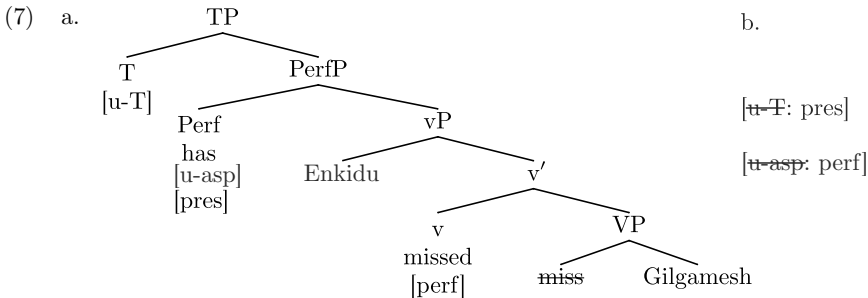 (7) a. TP b.
T PerfP
[u-T] [u-T: pres]
Perf vP
has
[u-asp] Enkidu v′ [u-asp: perf]
[pres]
v VP
missed
[perf] miss Gilgamesh